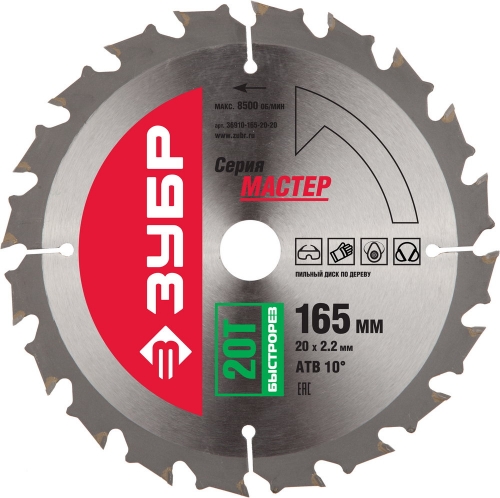 МАКС. 8500 ОБ/МИН
арт. 36910-165-20-20
www.zubr.ru
Серия
МАСТЕР
ЗУБР
ПИЛЬНЫЙ ДИСК ПО ДЕРЕВУ
20T
БЫСТРОРЕЗ
165 мм
20 x 2.2 мм
ATB 10°
EAC